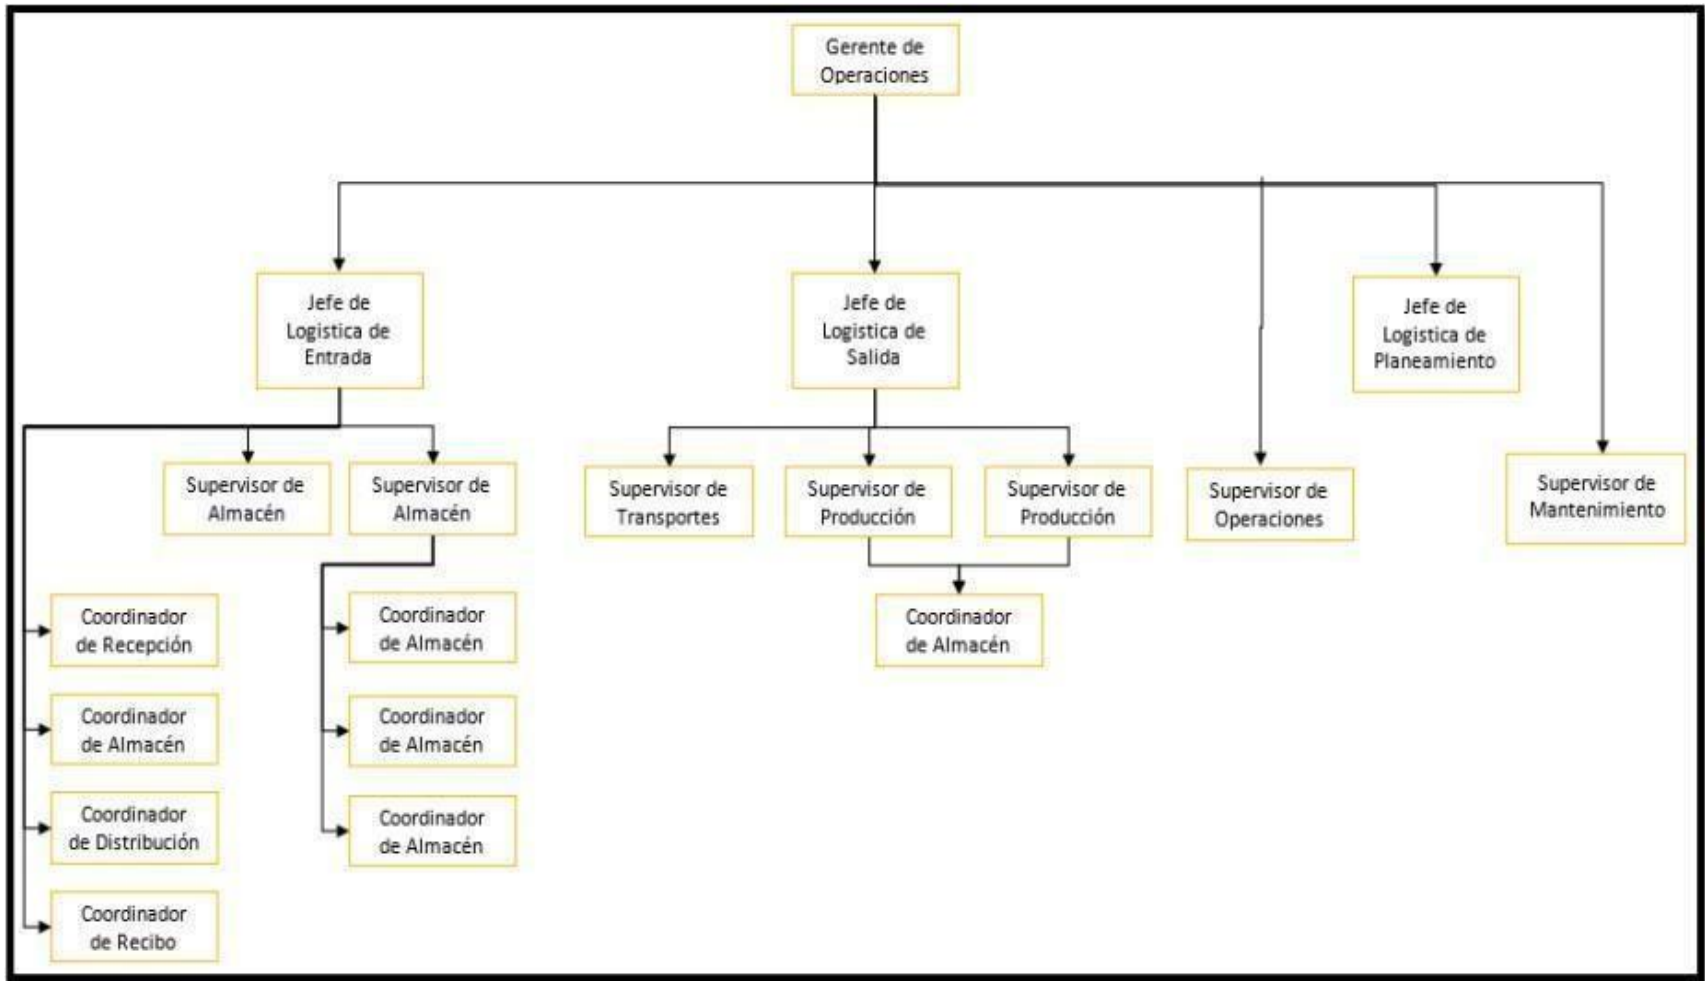 Gerente de
Operaciones
Jefe de
Logistica de
Entrada
Jefe de
Logistica de
Salida
Jefe de
Logistica de
Planeamiento
Supervisor de
Almacén
Supervisor de
Almacén
Supervisor de
Transportes
Supervisor de
Producción
Supervisor de
Producción
Supervisor de
Operaciones
Supervisor de
Mantenimiento
Coordinador
de Recepción
Coordinador
de Almacén
Coordinador
de Almacén
Coordinador
de Almacén
Coordinador
de Almacén
Coordinador
de Distribución
Coordinador
de Almacén
Coordinador
de Recibo